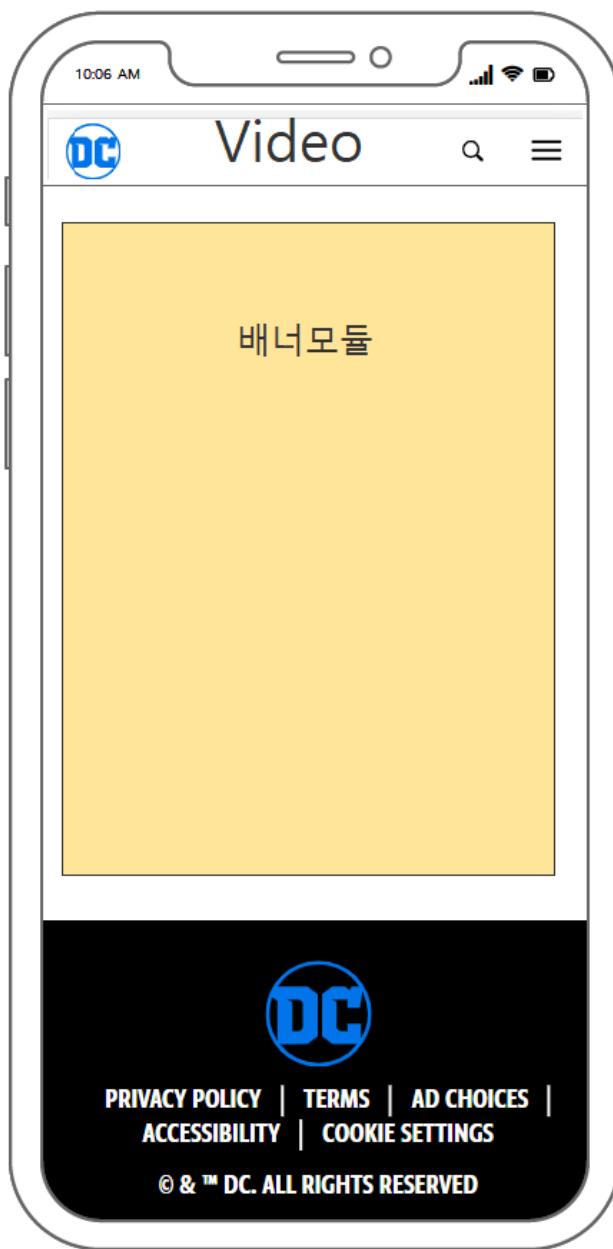 10:06 AM
DC
Video
배너모듈
DC
PRIVACY POLICY | TERMS | AD CHOICES |
ACCESSIBILITY | COOKIE SETTINGS
© & ™ DC. ALL RIGHTS RESERVED